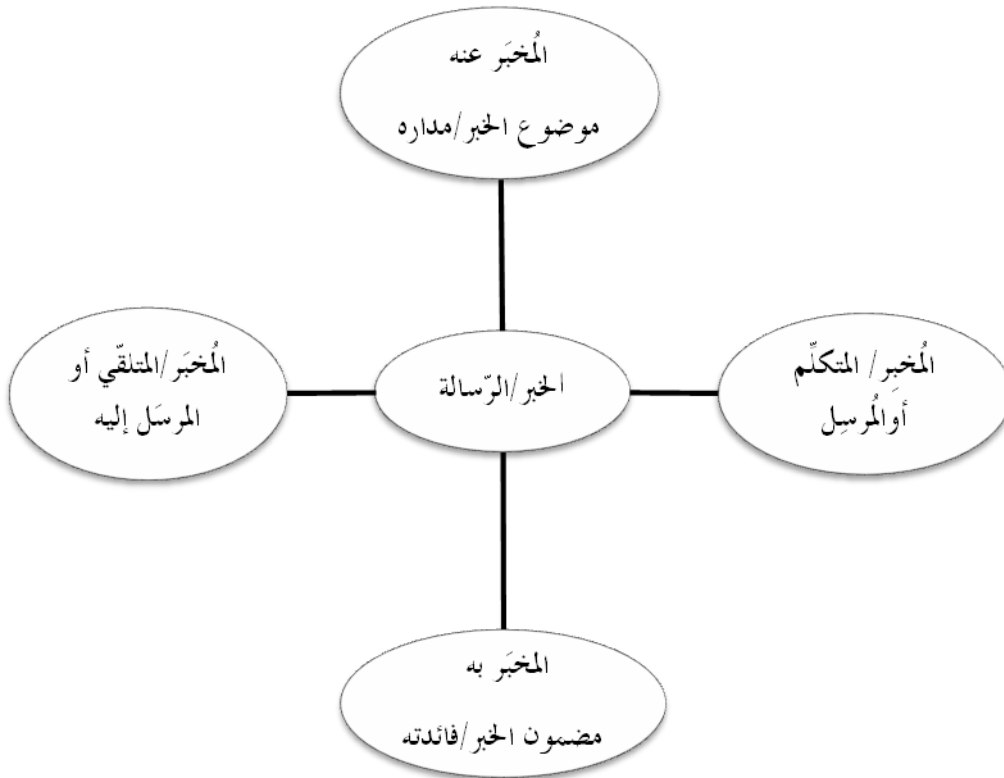 المُخبَر عنه
موضوع الخبر/مداره
المُخبِر/ المتكلِّم
أوالمُرسِل
الخبر/الرّسالة
المُخبَر/المتلقّي أو
المرسَل إليه
المخبَر به
مضمون الخبر/فائدته